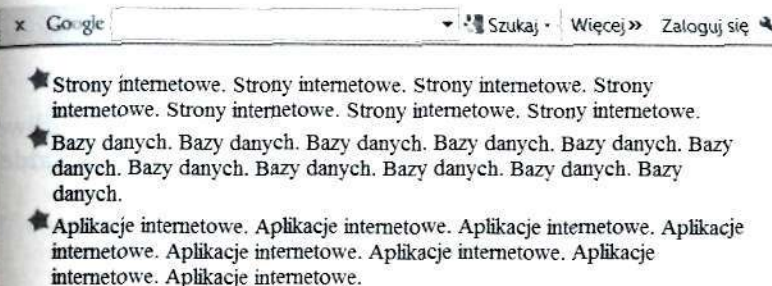 x Google Szukaj Więcej » Zaloguj się
Strony internetowe. Strony internetowe. Strony internetowe. Strony
internetowe. Strony internetowe. Strony internetowe. Strony internetowe.
Bazy danych. Bazy danych. Bazy danych. Bazy danych. Bazy danych. Bazy
danych. Bazy danych. Bazy danych. Bazy danych. Bazy danych. Bazy
danych.
Aplikacje internetowe. Aplikacje internetowe. Aplikacje internetowe. Aplikacje
internetowe. Aplikacje internetowe. Aplikacje internetowe. Aplikacje
internetowe. Aplikacje internetowe.